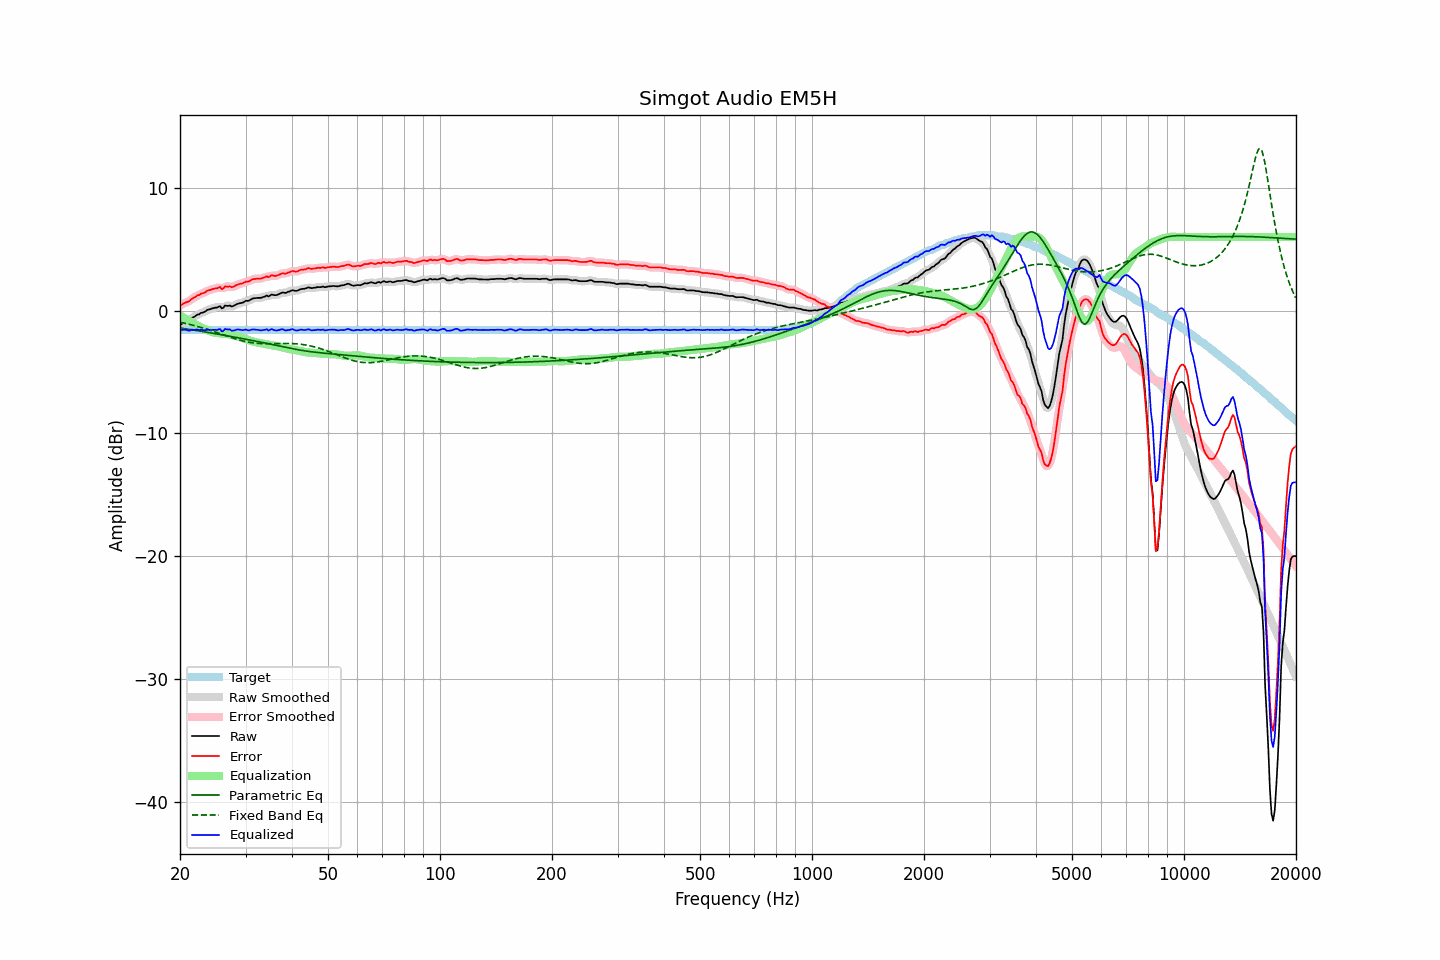 Simgot Audio EM5H
Amplitude (dBr)
10
0
−10
−20
−30
−40
Target
Raw Smoothed
Error Smoothed
Raw
Error
Equalization
Parametric Eq
Fixed Band Eq
Equalized
20 50 100 200 500 1000 2000 5000 10000 20000
Frequency (Hz)